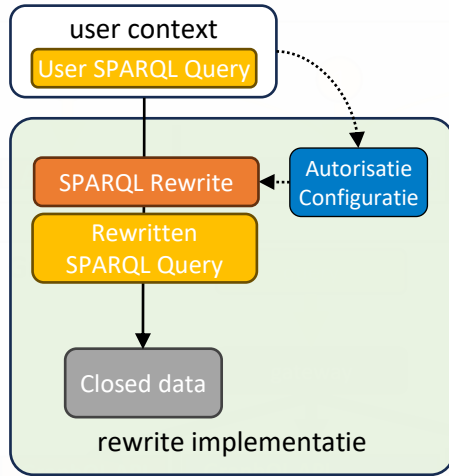 user context
User SPARQL Query
SPARQL Rewrite
Autorisatie
Configuratie
Rewritten
SPARQL Query
Closed data
rewrite implementatie